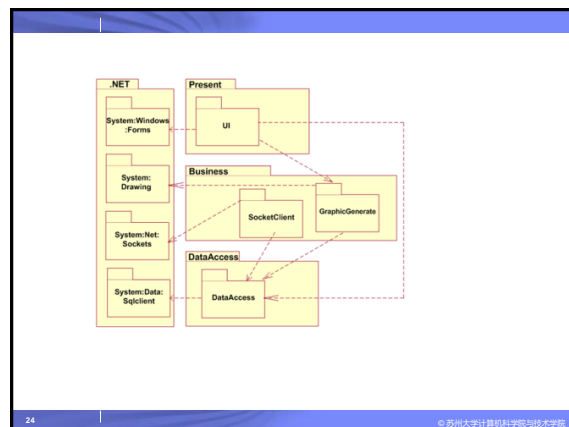 .NET
System:Windows
:Forms
System:
Drawing
System:Net:
Sockets
System:Data:
Sqlclient
Present
UI
Business
SocketClient
GraphicGenerate
DataAccess
DataAccess
24
© 苏州大学计算机科学院与技术学院